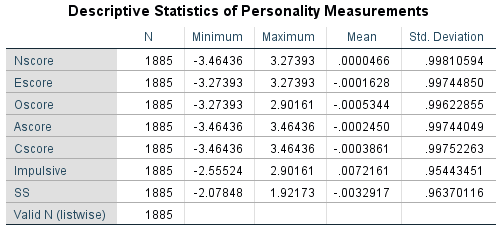 Descriptive Statistics of Personality Measurements
N Minimum Maximum Mean Std. Deviation
Nscore 1885 -3.46436 3.27393 .0000466 .99810594
Escore 1885 -3.27393 3.27393 -.0001628 .99744850
Oscore 1885 -3.27393 2.90161 -.0005344 .99622855
Ascore 1885 -3.46436 3.46436 -.0002450 .99744049
Cscore 1885 -3.46436 3.46436 -.0003861 .99752263
Impulsive 1885 -2.55524 2.90161 .0072161 .95443451
SS 1885 -2.07848 1.92173 -.0032917 .96370116
Valid N (listwise) 1885